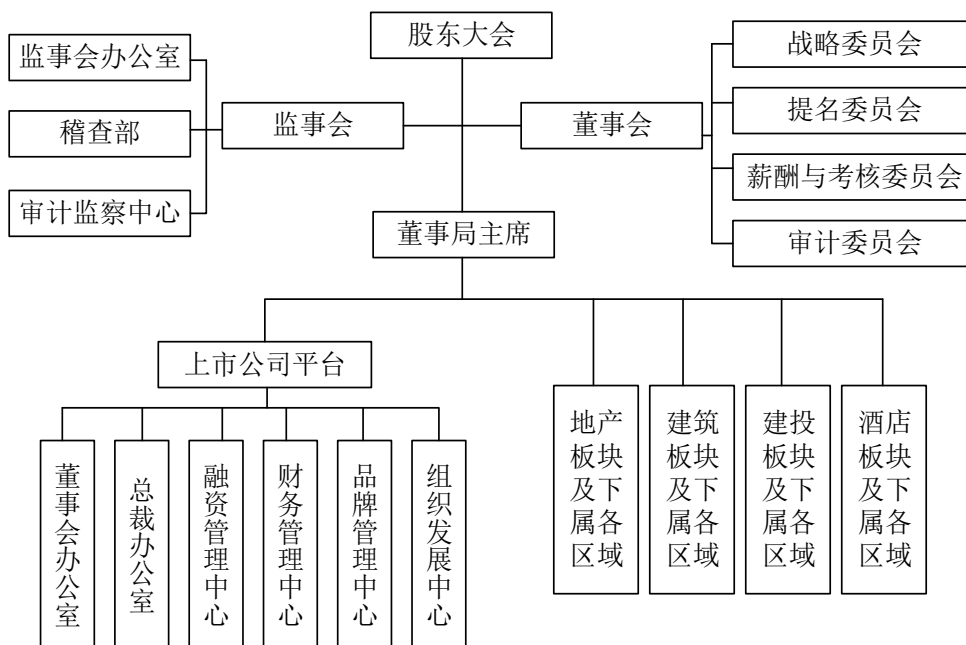 股东大会
监事会办公室
稽查部
审计监察中心
监事会
董事会
战略委员会
提名委员会
薪酬与考核委员会
审计委员会
董事局主席
上市公司平台
董事会办公室
总裁办公室
融资管理中心
财务管理中心
品牌管理中心
组织发展中心
地产
板块
及下
属各
区域
建筑
板块
及下
属各
区域
建投
板块
及下
属各
区域
酒店
板块
及下
属各
区域